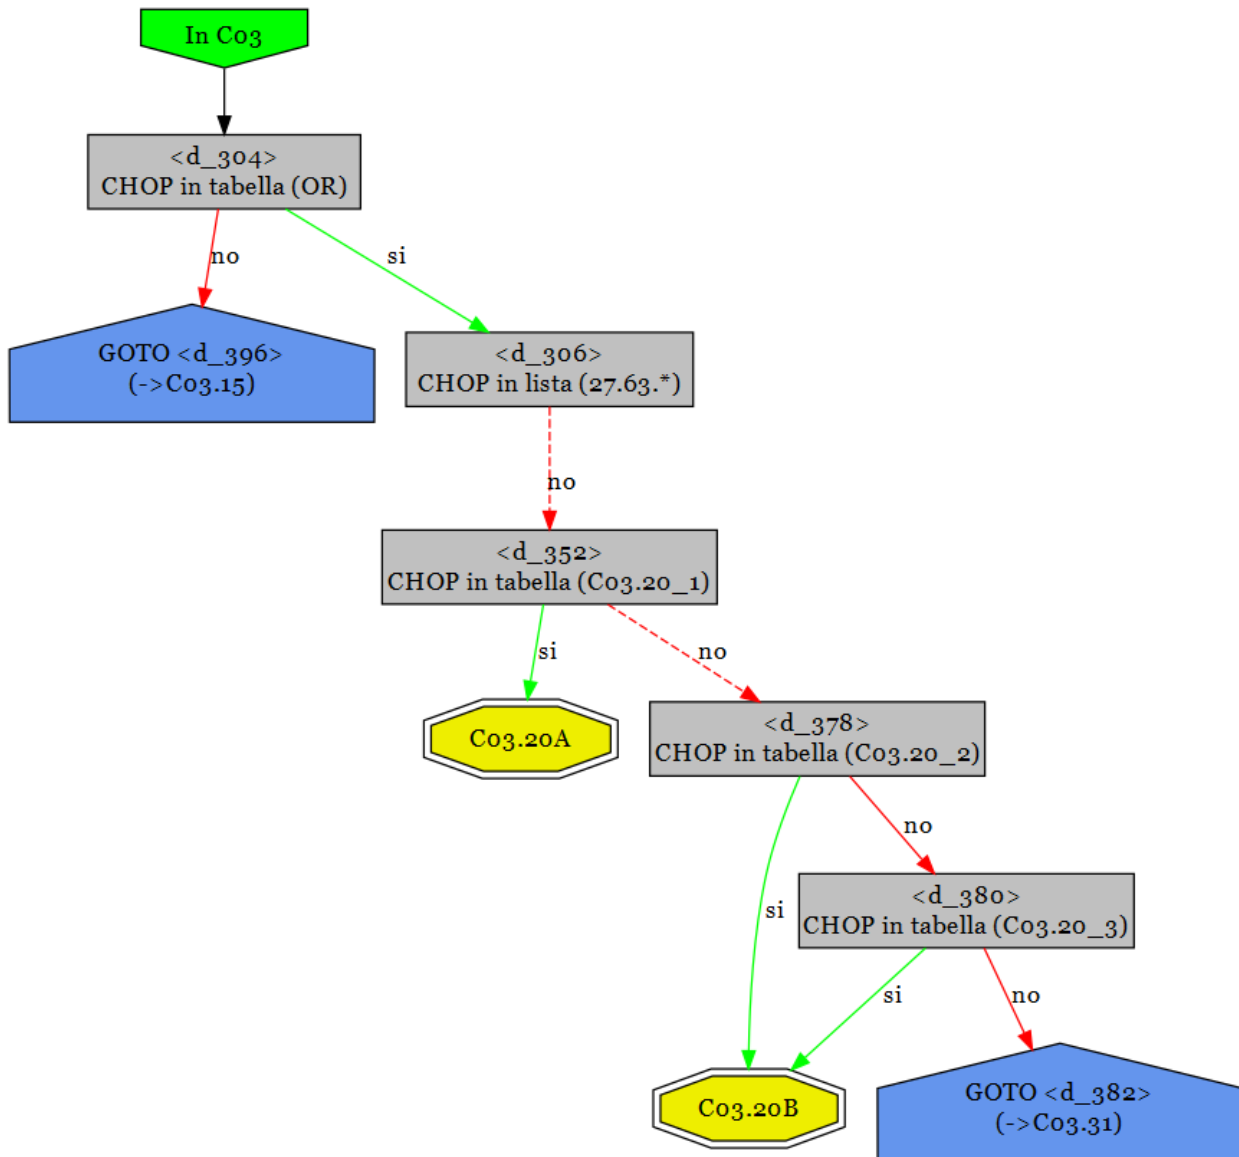 In C03
<d_304>
CHOP in tabella (OR)
no
si
GOTO <d_396>
(->C03.15)
<d_306>
CHOP in lista (27.63.*)
no
<d_352>
CHOP in tabella (C03.20_1)
si
no
C03.20A
<d_378>
CHOP in tabella (C03.20_2)
no
si
<d_380>
CHOP in tabella (C03.20_3)
si
no
C03.20B
GOTO <d_382>
(->C03.31)